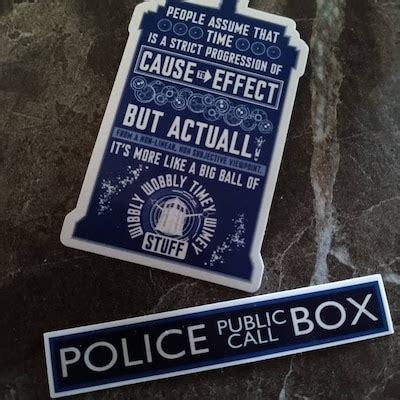 PEOPLE ASSUME THAT
TIME
IS A STRICT PROGRESSION OF
CAUSE TO EFFECT
BUT ACTUALL!
FROM A NON-LINEAR, NON SUBJECTIVE VIEWPOINT,
IT'S MORE LIKE A BIG BALL OF
WIBBLY WOBBLY TIMEY WIMEY
STUFF
POLICE PUBLIC CALL BOX